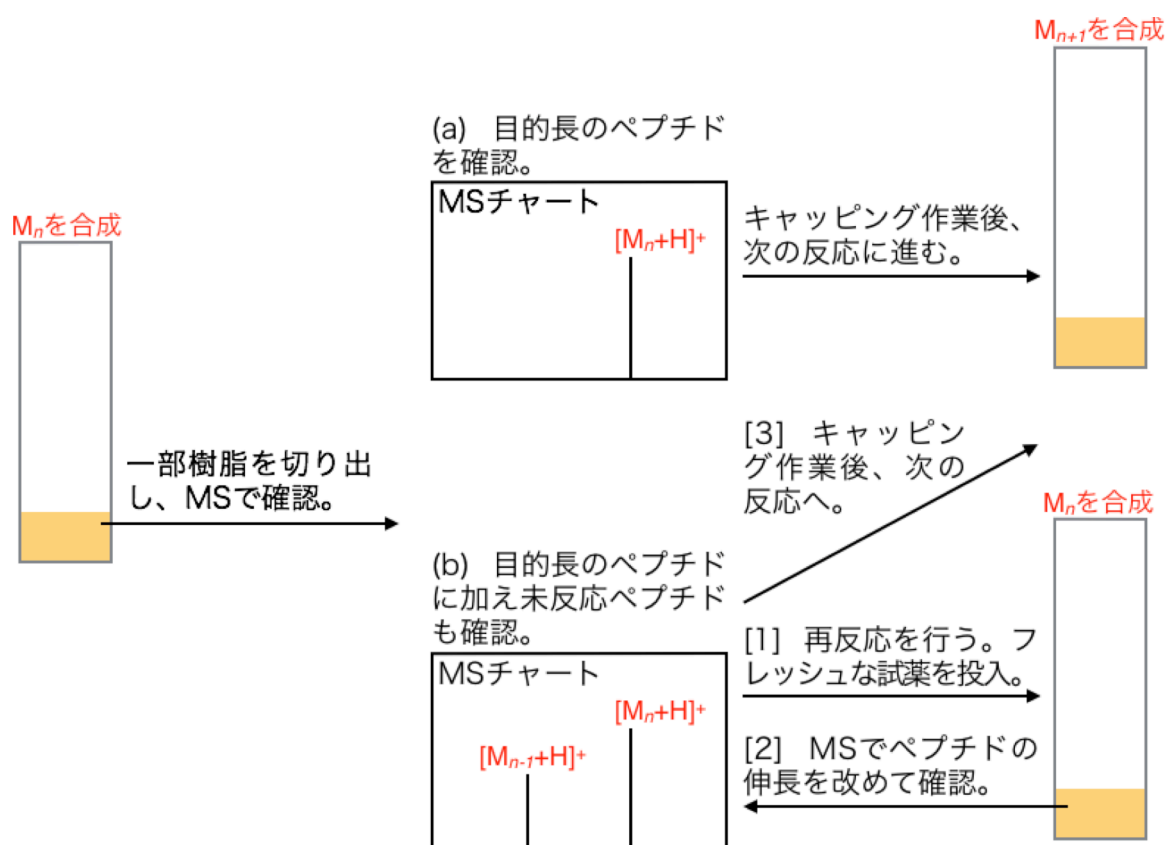 M_{n+1}を合成
(a) 目的長のペプチド
を確認。
MSチャート
[M_n+H]⁺
キャッピング作業後、
次の反応に進む。
M_nを合成
一部樹脂を切り出
し、MSで確認。
[3] キャッピン
グ作業後、次の
反応へ。
M_nを合成
(b) 目的長のペプチド
に加え未反応ペプチド
も確認。
MSチャート
[M_n+H]⁺
[M_{n-1}+H]⁺
[1] 再反応を行う。フ
レッシュな試薬を投入。
[2] MSでペプチドの
伸長を改めて確認。